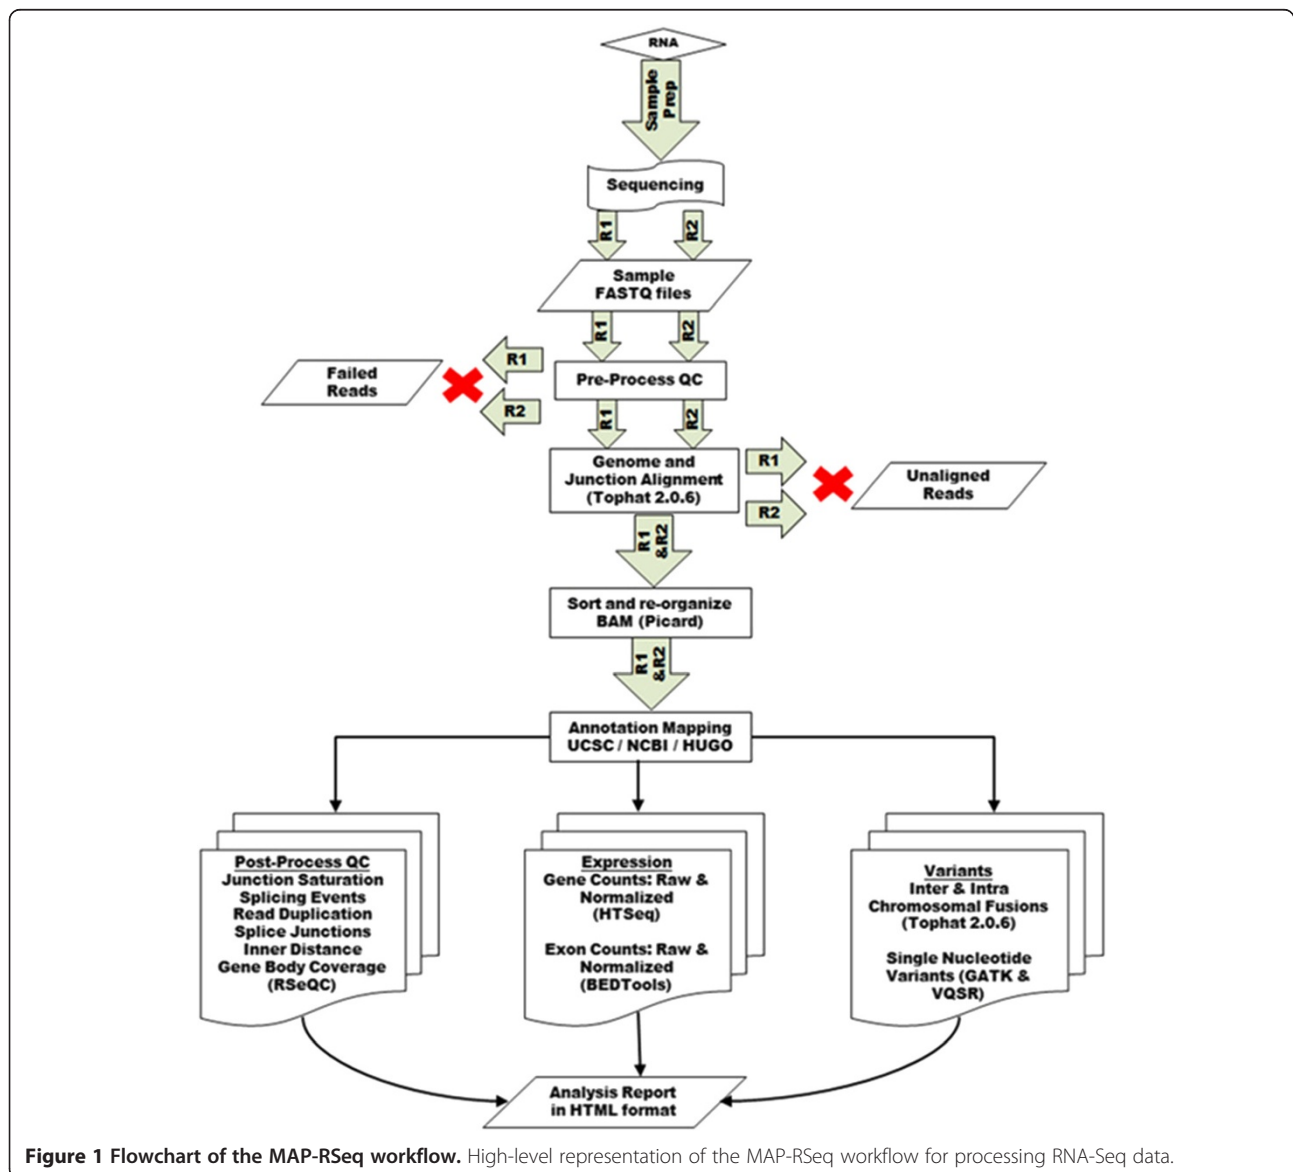 RNA
Sample
Prep
Sequencing
R1
R2
Sample
FASTQ files
R1
R2
R1
R2
Failed
Reads
Pre-Process QC
R1
R2
Genome and
Junction Alignment
(Tophat 2.0.6)
R1
R2
Unaligned
Reads
R1
&R2
Sort and re-organize
BAM (Picard)
R1
&R2
Annotation Mapping
UCSC / NCBI / HUGO
Post-Process QC
Junction Saturation
Splicing Events
Read Duplication
Splice Junctions
Inner Distance
Gene Body Coverage
(RSeQC)
Expression
Gene Counts: Raw &
Normalized
(HTSeq)
Exon Counts: Raw &
Normalized
(BEDTools)
Variants
Inter & Intra
Chromosomal Fusions
(Tophat 2.0.6)
Single Nucleotide
Variants (GATK &
VQSR)
Analysis Report
in HTML format
Figure 1 Flowchart of the MAP-RSeq workflow. High-level representation of the MAP-RSeq workflow for processing RNA-Seq data.